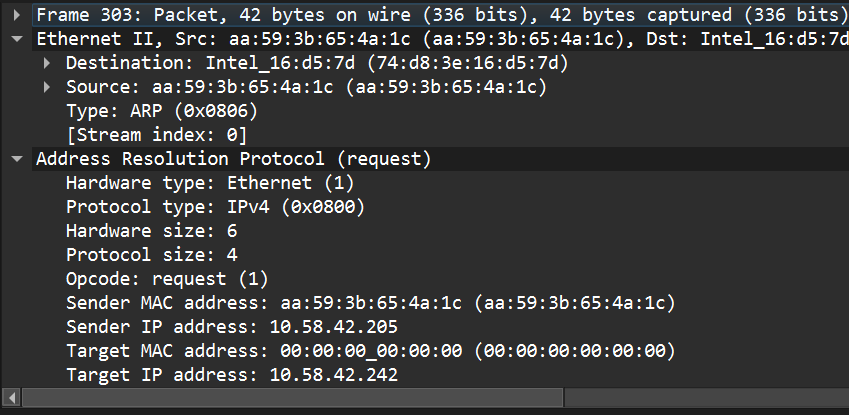 Frame 303: Packet, 42 bytes on wire (336 bits), 42 bytes captured (336 bits)
Ethernet II, Src: aa:59:3b:65:4a:1c (aa:59:3b:65:4a:1c), Dst: Intel_16:d5:7d
Destination: Intel_16:d5:7d (74:d8:3e:16:d5:7d)
Source: aa:59:3b:65:4a:1c (aa:59:3b:65:4a:1c)
Type: ARP (0x0806)
[Stream index: 0]
Address Resolution Protocol (request)
Hardware type: Ethernet (1)
Protocol type: IPv4 (0x0800)
Hardware size: 6
Protocol size: 4
Opcode: request (1)
Sender MAC address: aa:59:3b:65:4a:1c (aa:59:3b:65:4a:1c)
Sender IP address: 10.58.42.205
Target MAC address: 00:00:00_00:00:00 (00:00:00:00:00:00)
Target IP address: 10.58.42.242